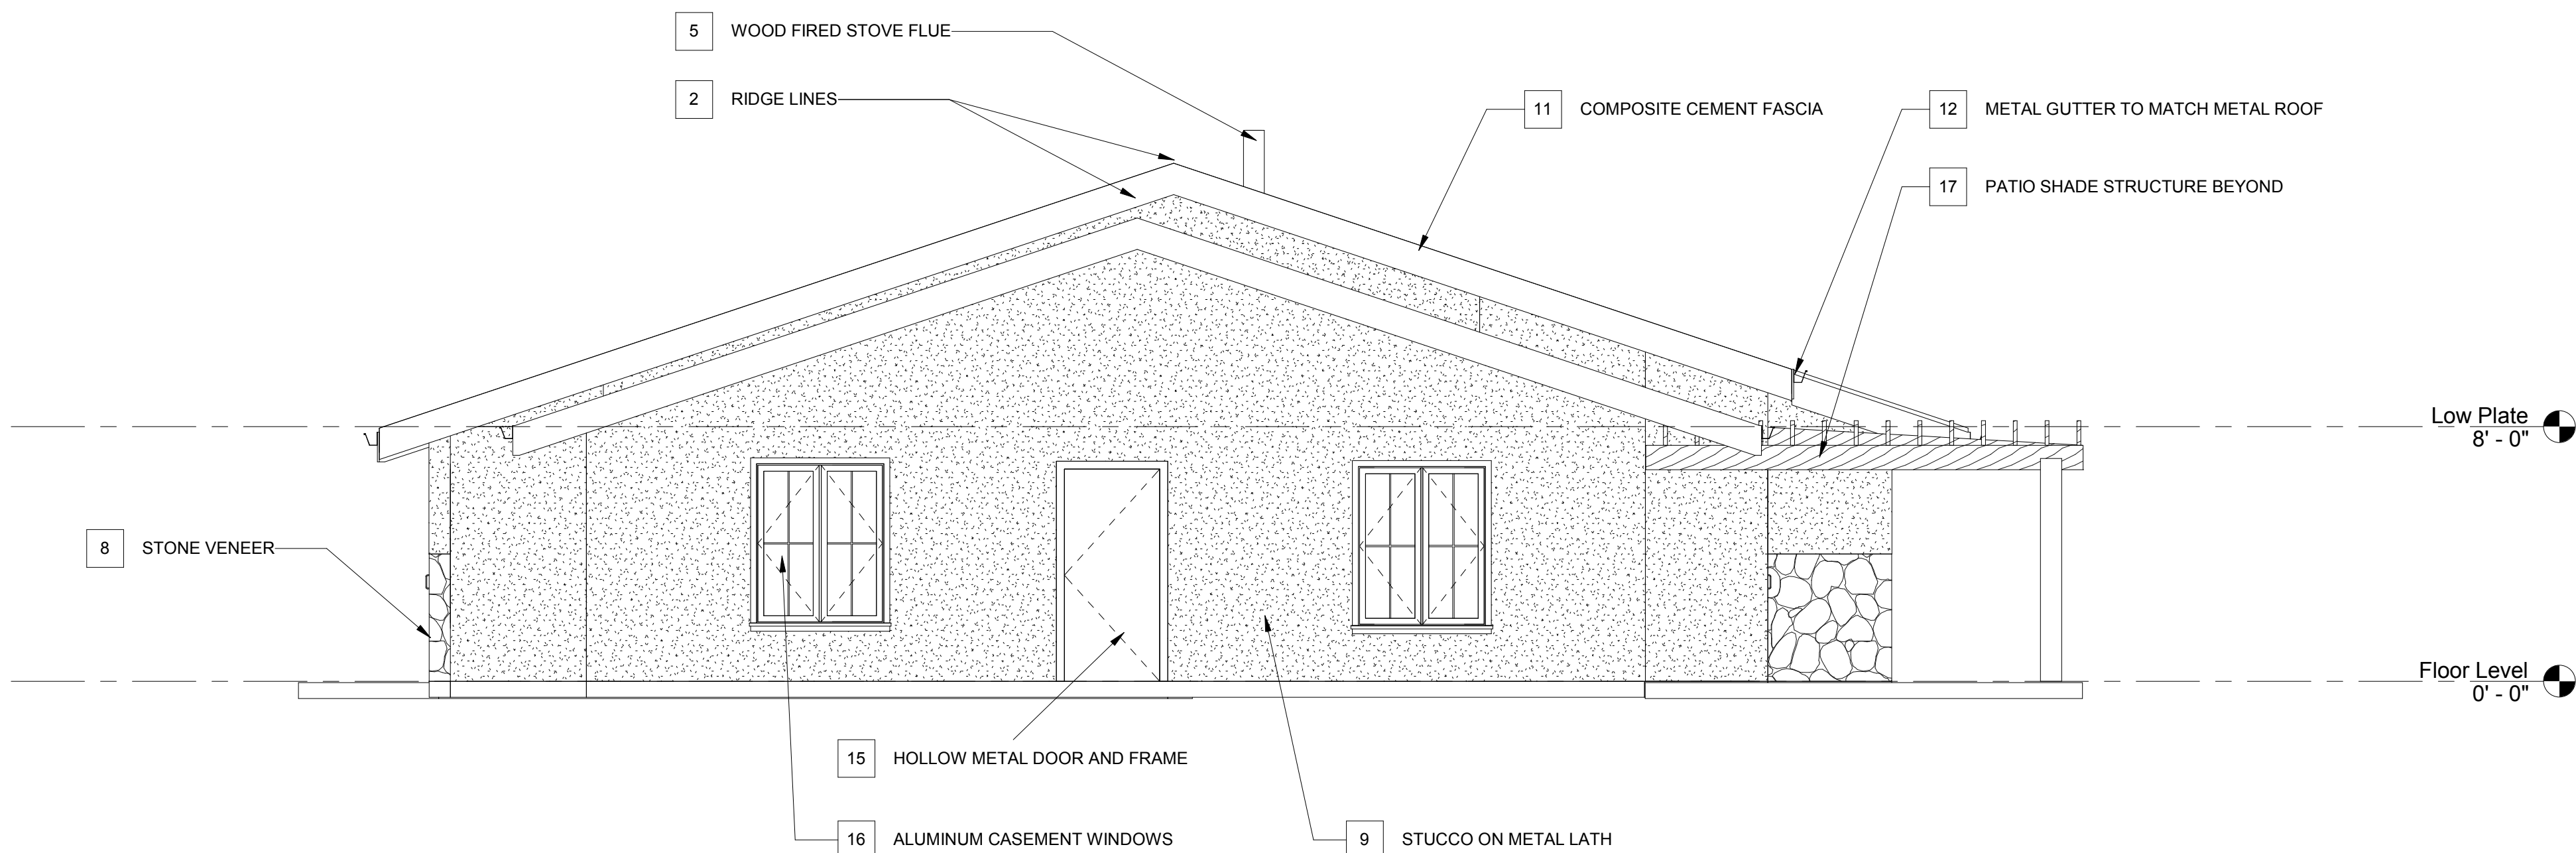 5 WOOD FIRED STOVE FLUE
2 RIDGE LINES
11 COMPOSITE CEMENT FASCIA
12 METAL GUTTER TO MATCH METAL ROOF
17 PATIO SHADE STRUCTURE BEYOND
Low Plate
8' - 0"
8 STONE VENEER
Floor Level
0' - 0"
15 HOLLOW METAL DOOR AND FRAME
16 ALUMINUM CASEMENT WINDOWS
9 STUCCO ON METAL LATH